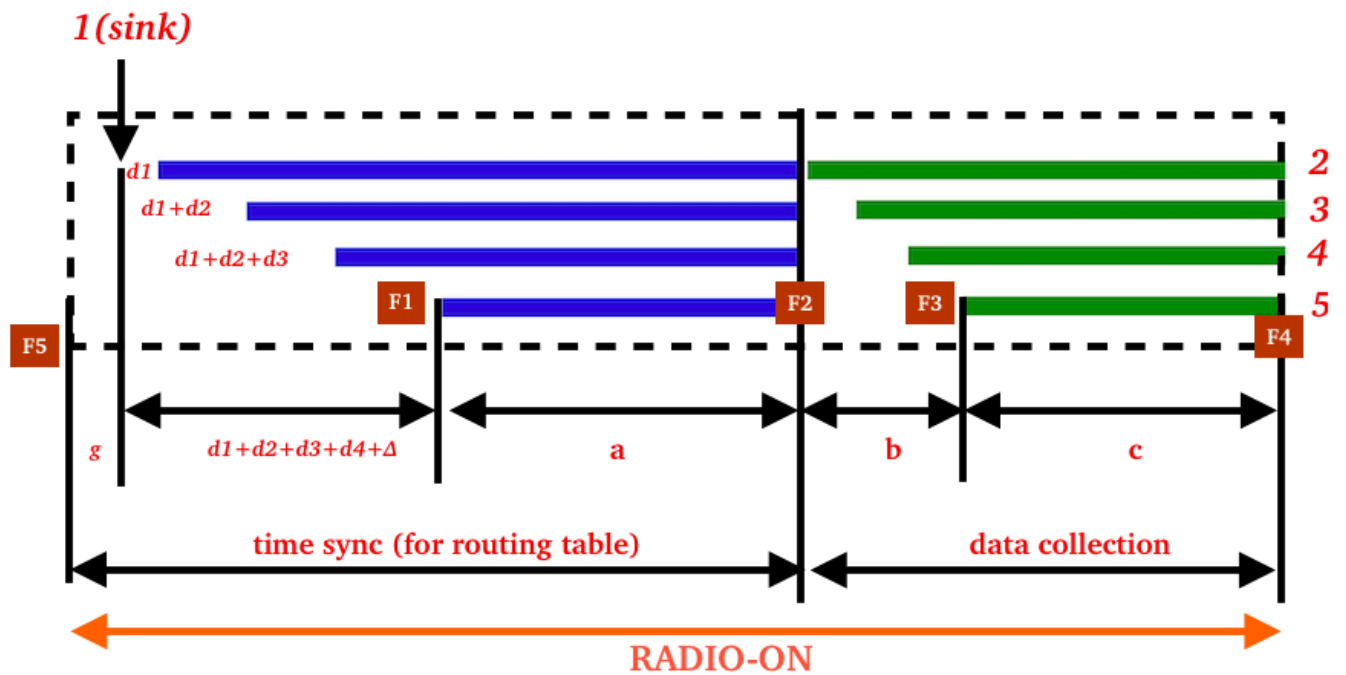 1(sink)
d1
2
d1+d2
3
d1+d2+d3
4
F1
F2
F3
5
F5
F4
g
d1+d2+d3+d4+Δ
a
b
c
time sync (for routing table)
data collection
RADIO-ON